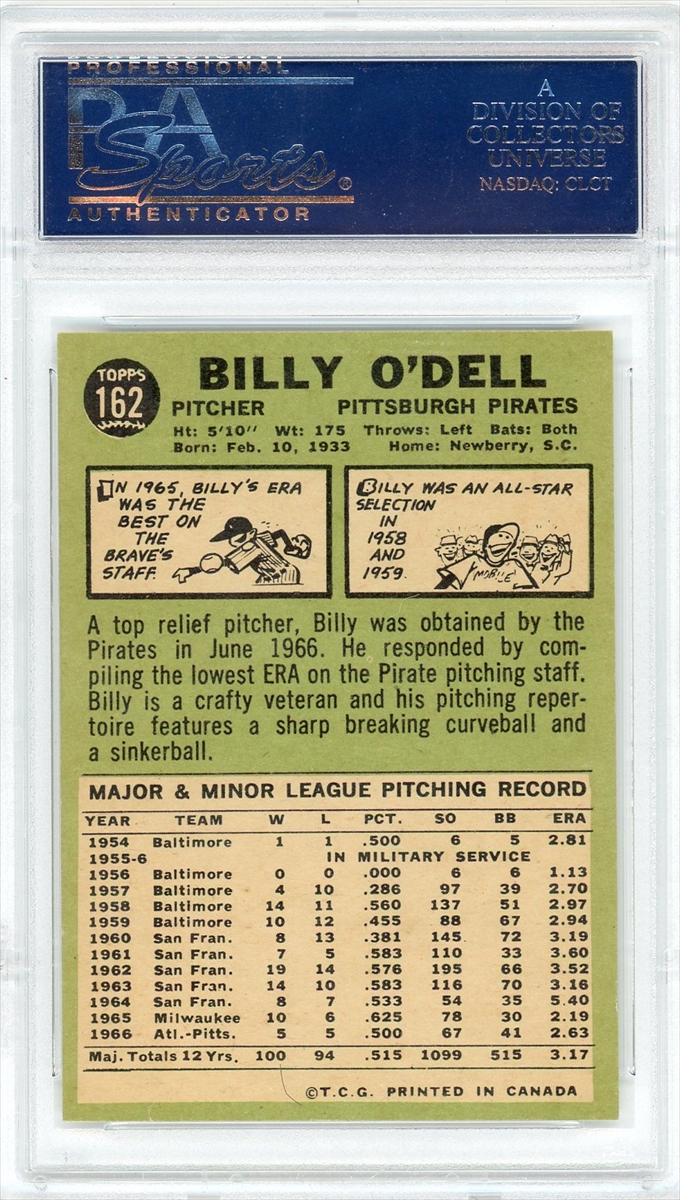 PROFESSIONAL
PSA
Sports®
AUTHENTICATOR
A
DIVISION OF
COLLECTORS
UNIVERSE
NASDAQ: CLCT
TOPPS
162
BILLY O'DELL
PITCHER PITTSBURGH PIRATES
Ht: 5'10" Wt: 175 Throws: Left Bats: Both
Born: Feb. 10, 1933 Home: Newberry, S.C.
IN 1965, BILLY'S ERA
WAS THE
BEST ON
THE
BRAVE'S
STAFF.
BILLY WAS AN ALL-STAR
SELECTION
IN
1958
AND
1959.
MOBILE
A top relief pitcher, Billy was obtained by the
Pirates in June 1966. He responded by com-
piling the lowest ERA on the Pirate pitching staff.
Billy is a crafty veteran and his pitching reper-
toire features a sharp breaking curveball and
a sinkerball.
MAJOR & MINOR LEAGUE PITCHING RECORD
YEAR TEAM W L PCT. SO BB ERA
1954 Baltimore 1 1 .500 6 5 2.81
1955-6 IN MILITARY SERVICE
1956 Baltimore 0 0 .000 6 6 1.13
1957 Baltimore 4 10 .286 97 39 2.70
1958 Baltimore 14 11 .560 137 51 2.97
1959 Baltimore 10 12 .455 88 67 2.94
1960 San Fran. 8 13 .381 145 72 3.19
1961 San Fran. 7 5 .583 110 33 3.60
1962 San Fran. 19 14 .576 195 66 3.52
1963 San Fran. 14 10 .583 116 70 3.16
1964 San Fran. 8 7 .533 54 35 5.40
1965 Milwaukee 10 6 .625 78 30 2.19
1966 Atl.-Pitts. 5 5 .500 67 41 2.63
Maj. Totals 12 Yrs. 100 94 .515 1099 515 3.17
©T.C.G. PRINTED IN CANADA